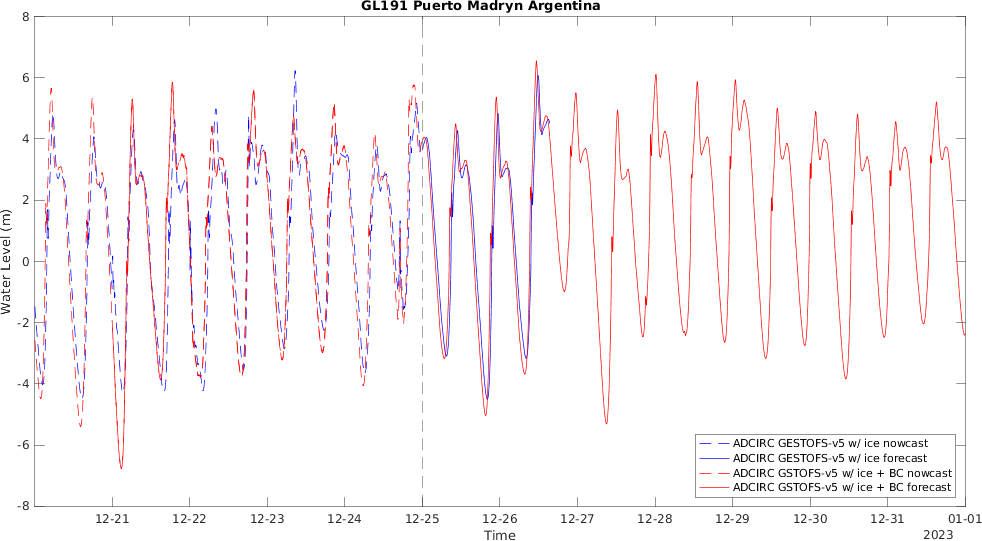 GL191 Puerto Madryn Argentina
8
6
4
2
0
-2
-4
-6
-8
Water Level (m)
ADCIRC GESTOFS-v5 w/ ice nowcast
ADCIRC GESTOFS-v5 w/ ice forecast
ADCIRC GSTOFS-v5 w/ ice + BC nowcast
ADCIRC GSTOFS-v5 w/ ice + BC forecast
12-21 12-22 12-23 12-24 12-25 12-26 12-27 12-28 12-29 12-30 12-31 01-01
Time 2023